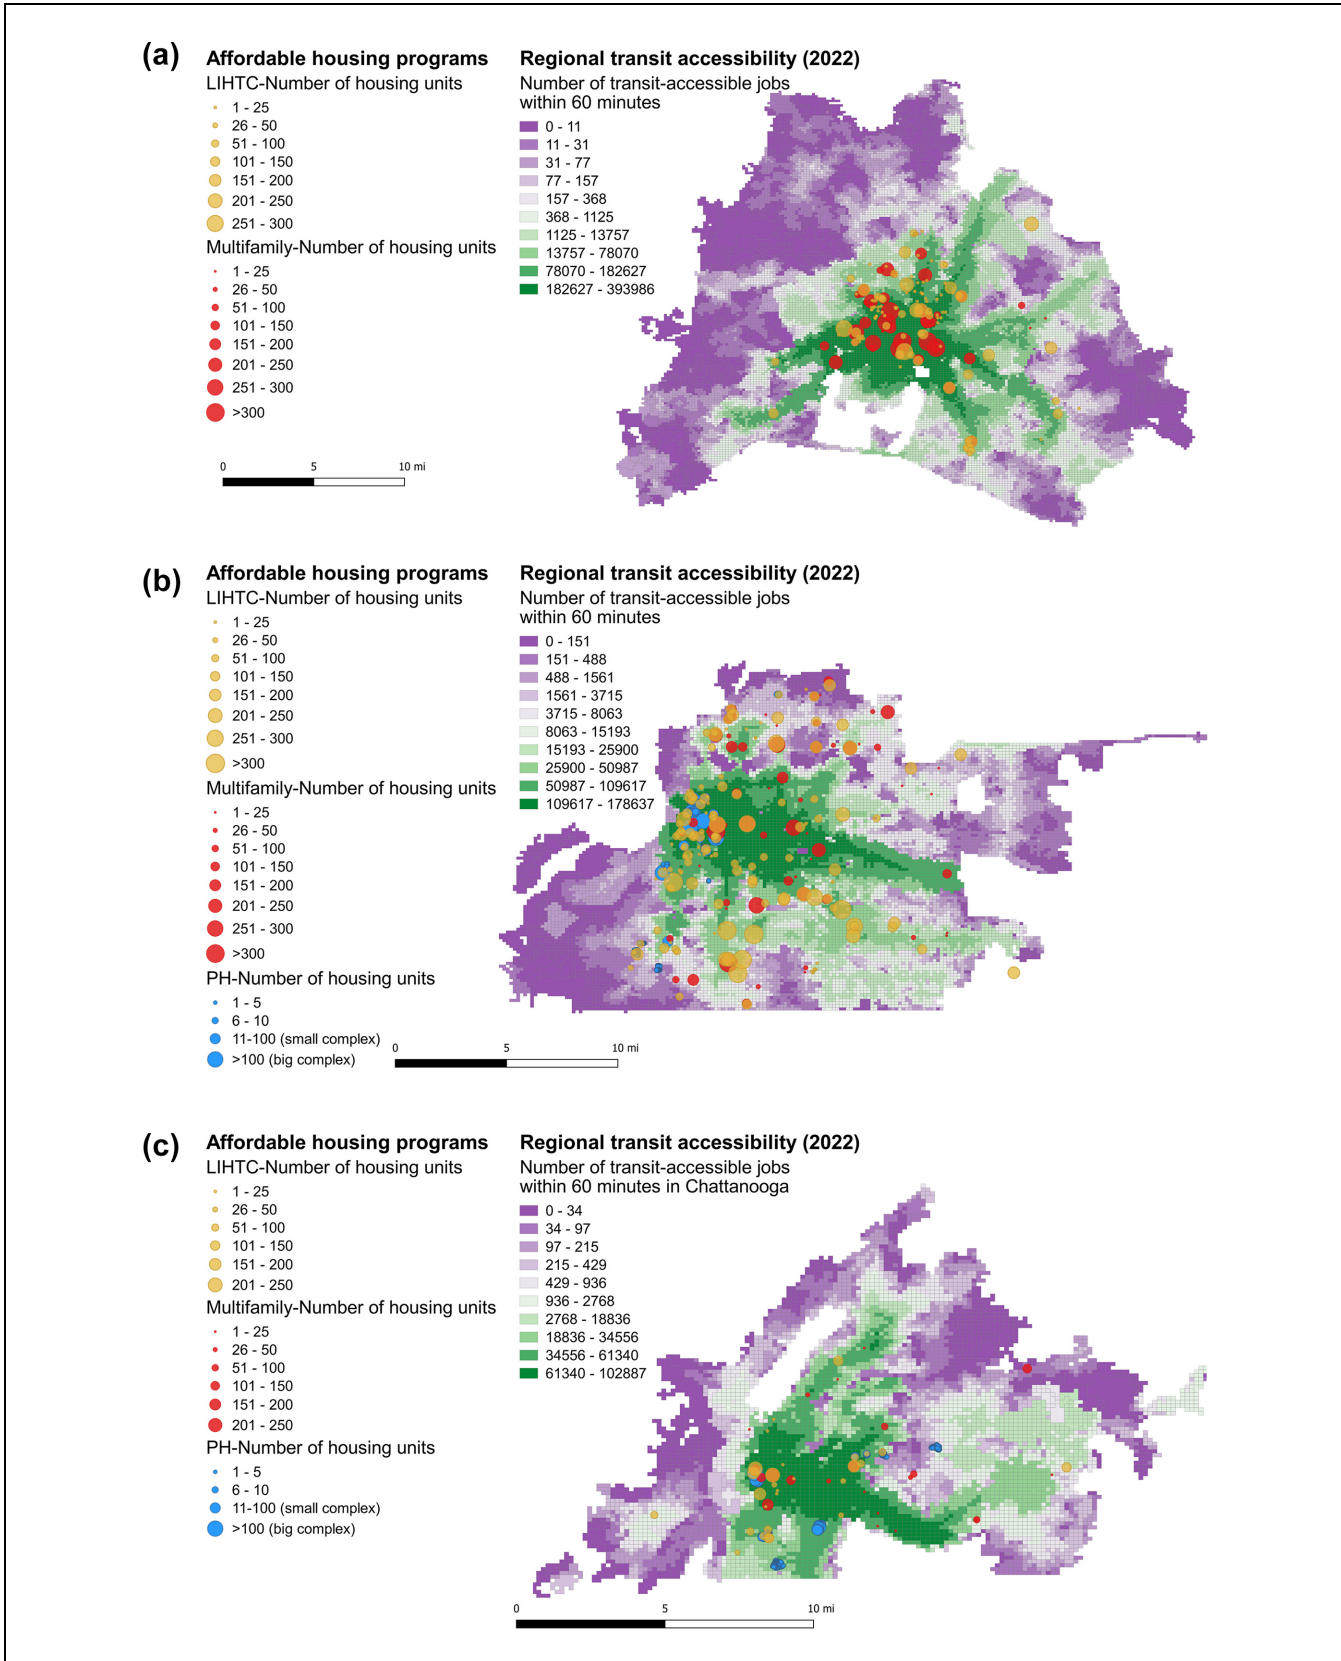 (a)
Affordable housing programs
LIHTC-Number of housing units
1 - 25
26 - 50
51 - 100
101 - 150
151 - 200
201 - 250
251 - 300
Multifamily-Number of housing units
1 - 25
26 - 50
51 - 100
101 - 150
151 - 200
201 - 250
251 - 300
>300
0 5 10 mi
Regional transit accessibility (2022)
Number of transit-accessible jobs
within 60 minutes
0 - 11
11 - 31
31 - 77
77 - 157
157 - 368
368 - 1125
1125 - 13757
13757 - 78070
78070 - 182627
182627 - 393986
(b)
Affordable housing programs
LIHTC-Number of housing units
1 - 25
26 - 50
51 - 100
101 - 150
151 - 200
201 - 250
251 - 300
>300
Multifamily-Number of housing units
1 - 25
26 - 50
51 - 100
101 - 150
151 - 200
201 - 250
251 - 300
>300
PH-Number of housing units
1 - 5
6 - 10
11-100 (small complex)
>100 (big complex)
0 5 10 mi
Regional transit accessibility (2022)
Number of transit-accessible jobs
within 60 minutes
0 - 151
151 - 488
488 - 1561
1561 - 3715
3715 - 8063
8063 - 15193
15193 - 25900
25900 - 50987
50987 - 109617
109617 - 178637
(c)
Affordable housing programs
LIHTC-Number of housing units
1 - 25
26 - 50
51 - 100
101 - 150
151 - 200
201 - 250
Multifamily-Number of housing units
1 - 25
26 - 50
51 - 100
101 - 150
151 - 200
201 - 250
PH-Number of housing units
1 - 5
6 - 10
11-100 (small complex)
>100 (big complex)
Regional transit accessibility (2022)
Number of transit-accessible jobs
within 60 minutes in Chattanooga
0 - 34
34 - 97
97 - 215
215 - 429
429 - 936
936 - 2768
2768 - 18836
18836 - 34556
34556 - 61340
61340 - 102887
0 5 10 mi